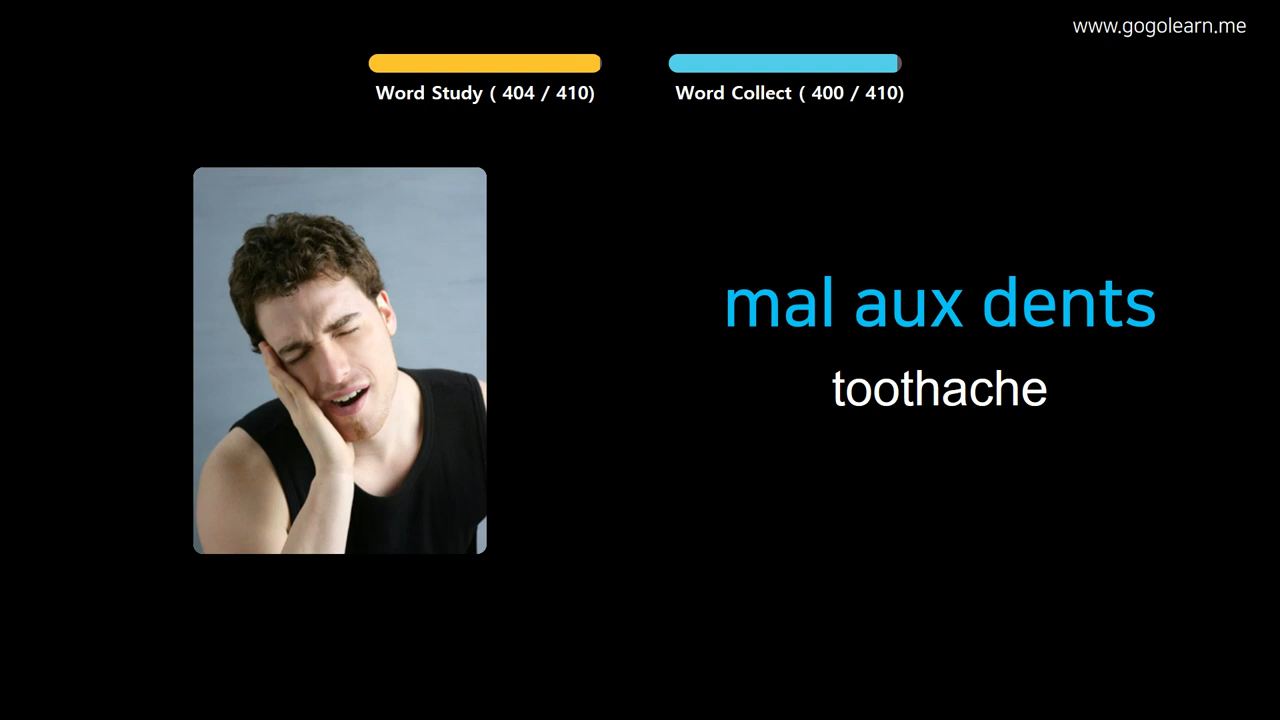 www.gogolearn.me
Word Study ( 404 / 410)
Word Collect ( 400 / 410)
mal aux dents
toothache